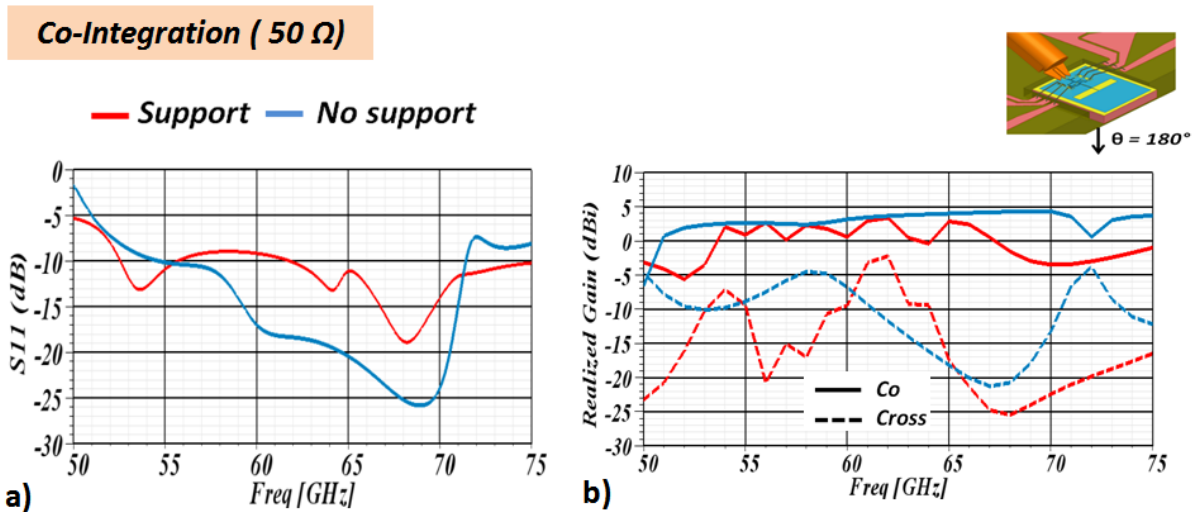 Co-Integration ( 50 Ω)
Support No support
θ = 180°
0
-5
-10
-15
-20
-25
-30
S11 (dB)
50 55 60 65 70 75
Freq [GHz]
a)
10
5
0
-5
-10
-15
-20
-25
-30
Realized Gain (dBi)
Co
Cross
50 55 60 65 70 75
Freq [GHz]
b)